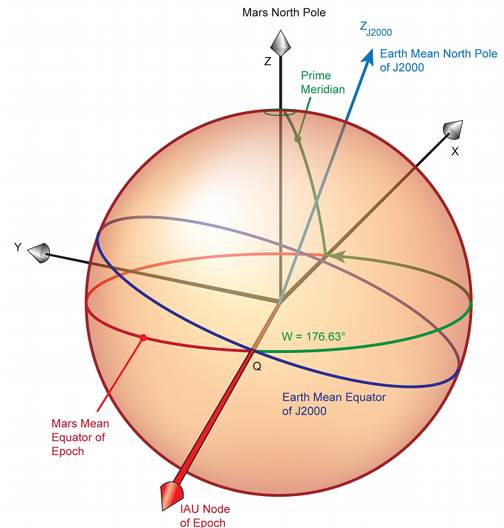 Mars North Pole
Z
Z J2000
Earth Mean North Pole
of J2000
Prime
Meridian
X
Y
W = 176.63°
Q
Earth Mean Equator
of J2000
Mars Mean
Equator of
Epoch
IAU Node
of Epoch